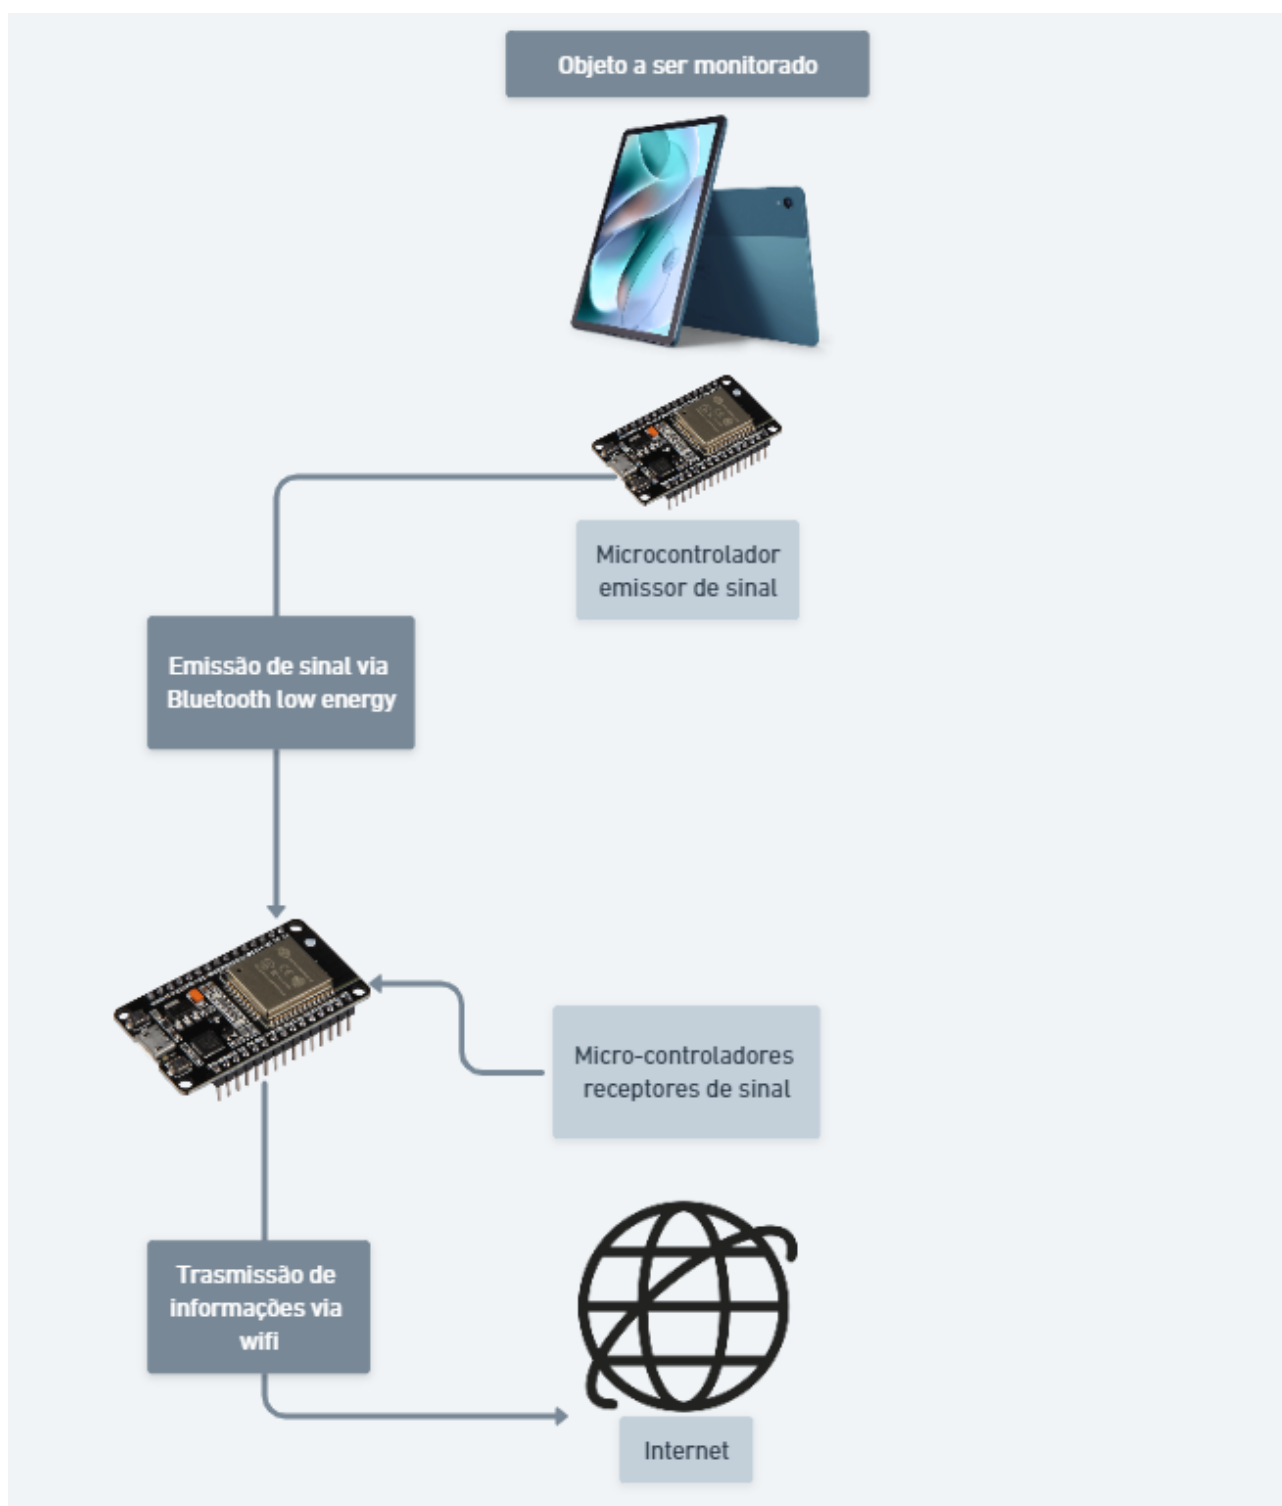 Objeto a ser monitorado
Microcontrolador
emissor de sinal
Emissão de sinal via
Bluetooth low energy
Micro-controladores
receptores de sinal
Trasmissão de
informações via
wifi
Internet